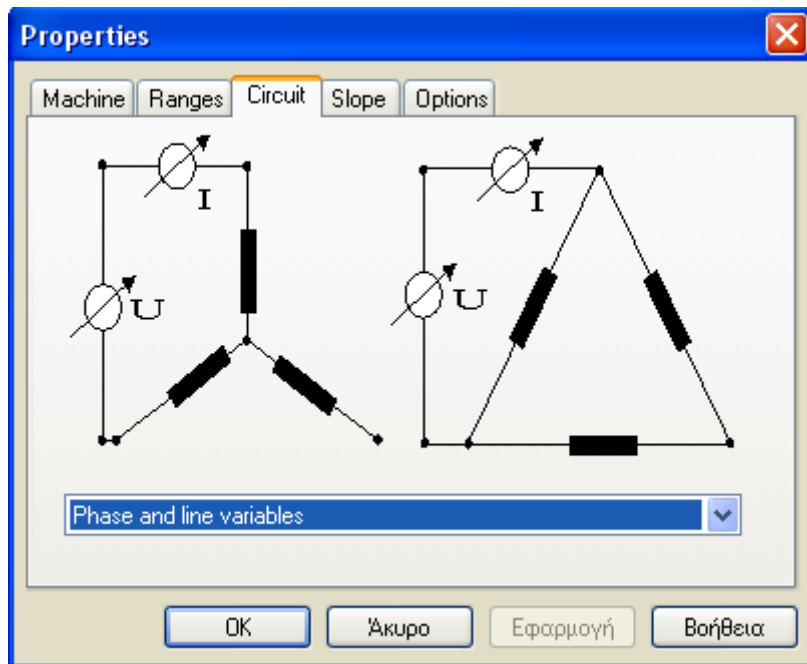 Properties
Machine Ranges Circuit Slope Options
I I
U U
Phase and line variables
OK Άκυρο Εφαρμογή Βοήθεια